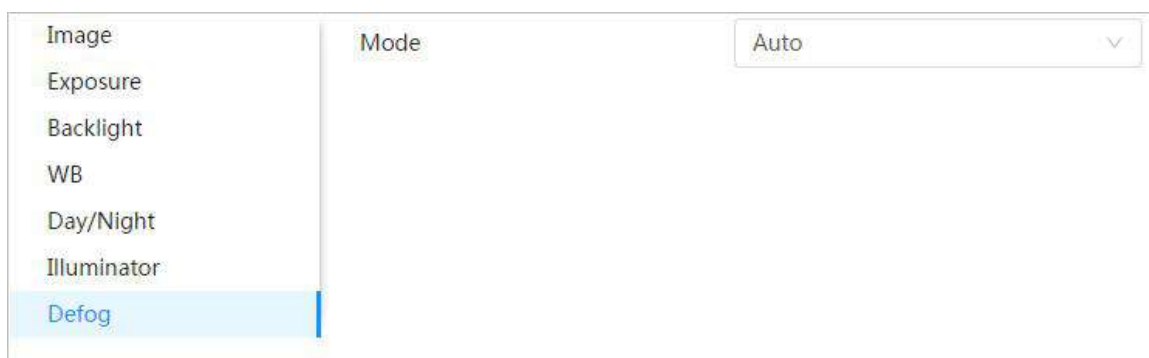 Image
Exposure
Backlight
WB
Day/Night
Illuminator
Defog
Mode
Auto